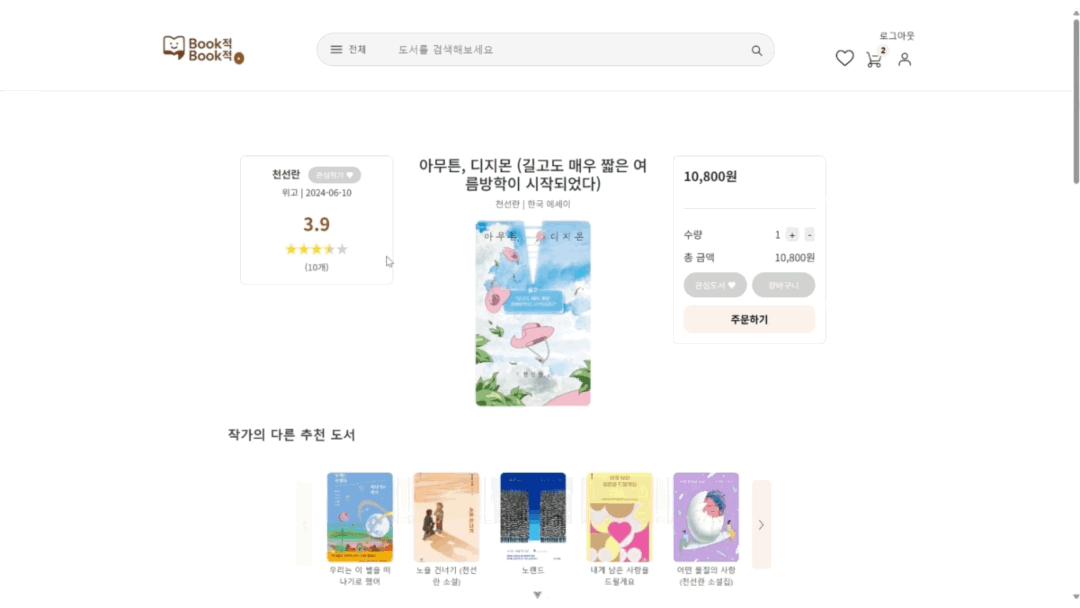 Book적
Book적
전체
도서를 검색해보세요
로그아웃
2
천선란
관심작가
위고 | 2024-06-10
3.9
(10개)
아무튼, 디지몬 (길고도 매우 짧은 여
름방학이 시작되었다)
천선란 | 한국 에세이
아무튼, 디지몬
10,800원
수량
1 + -
총 금액
10,800원
관심도서
장바구니
주문하기
작가의 다른 추천 도서
우리는 이 별을 떠
나기로 했어
노을 건너기 (천선
란 소설)
노랜드
내게 남은 사랑을
드릴게요
어떤 물질의 사랑
(천선란 소설집)